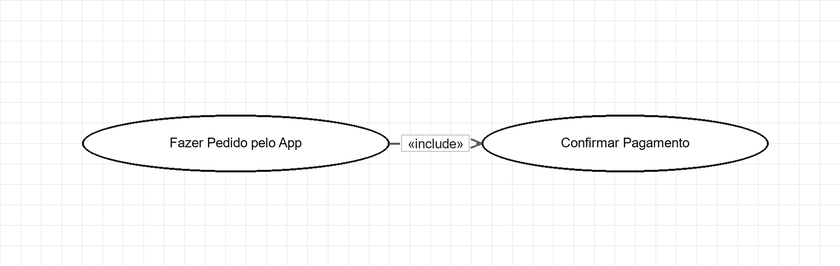 Fazer Pedido pelo App
«include»
Confirmar Pagamento